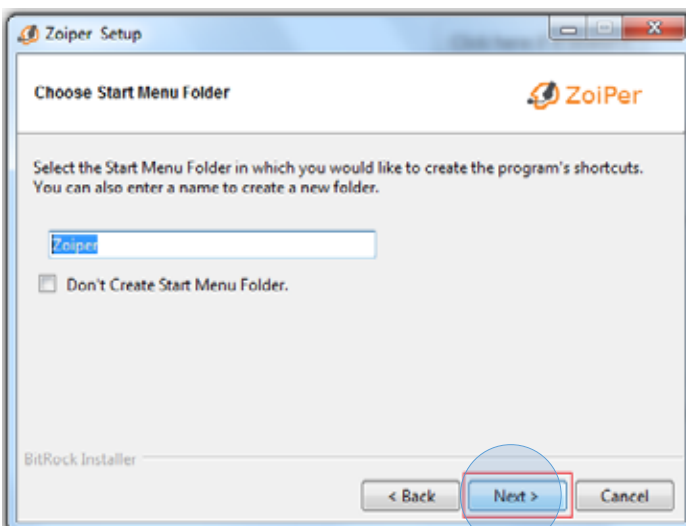 Zoiper Setup
Choose Start Menu Folder
ZoiPer
Select the Start Menu Folder in which you would like to create the program's shortcuts.
You can also enter a name to create a new folder.
Zoiper
Don't Create Start Menu Folder.
BitRock Installer
< Back Next > Cancel